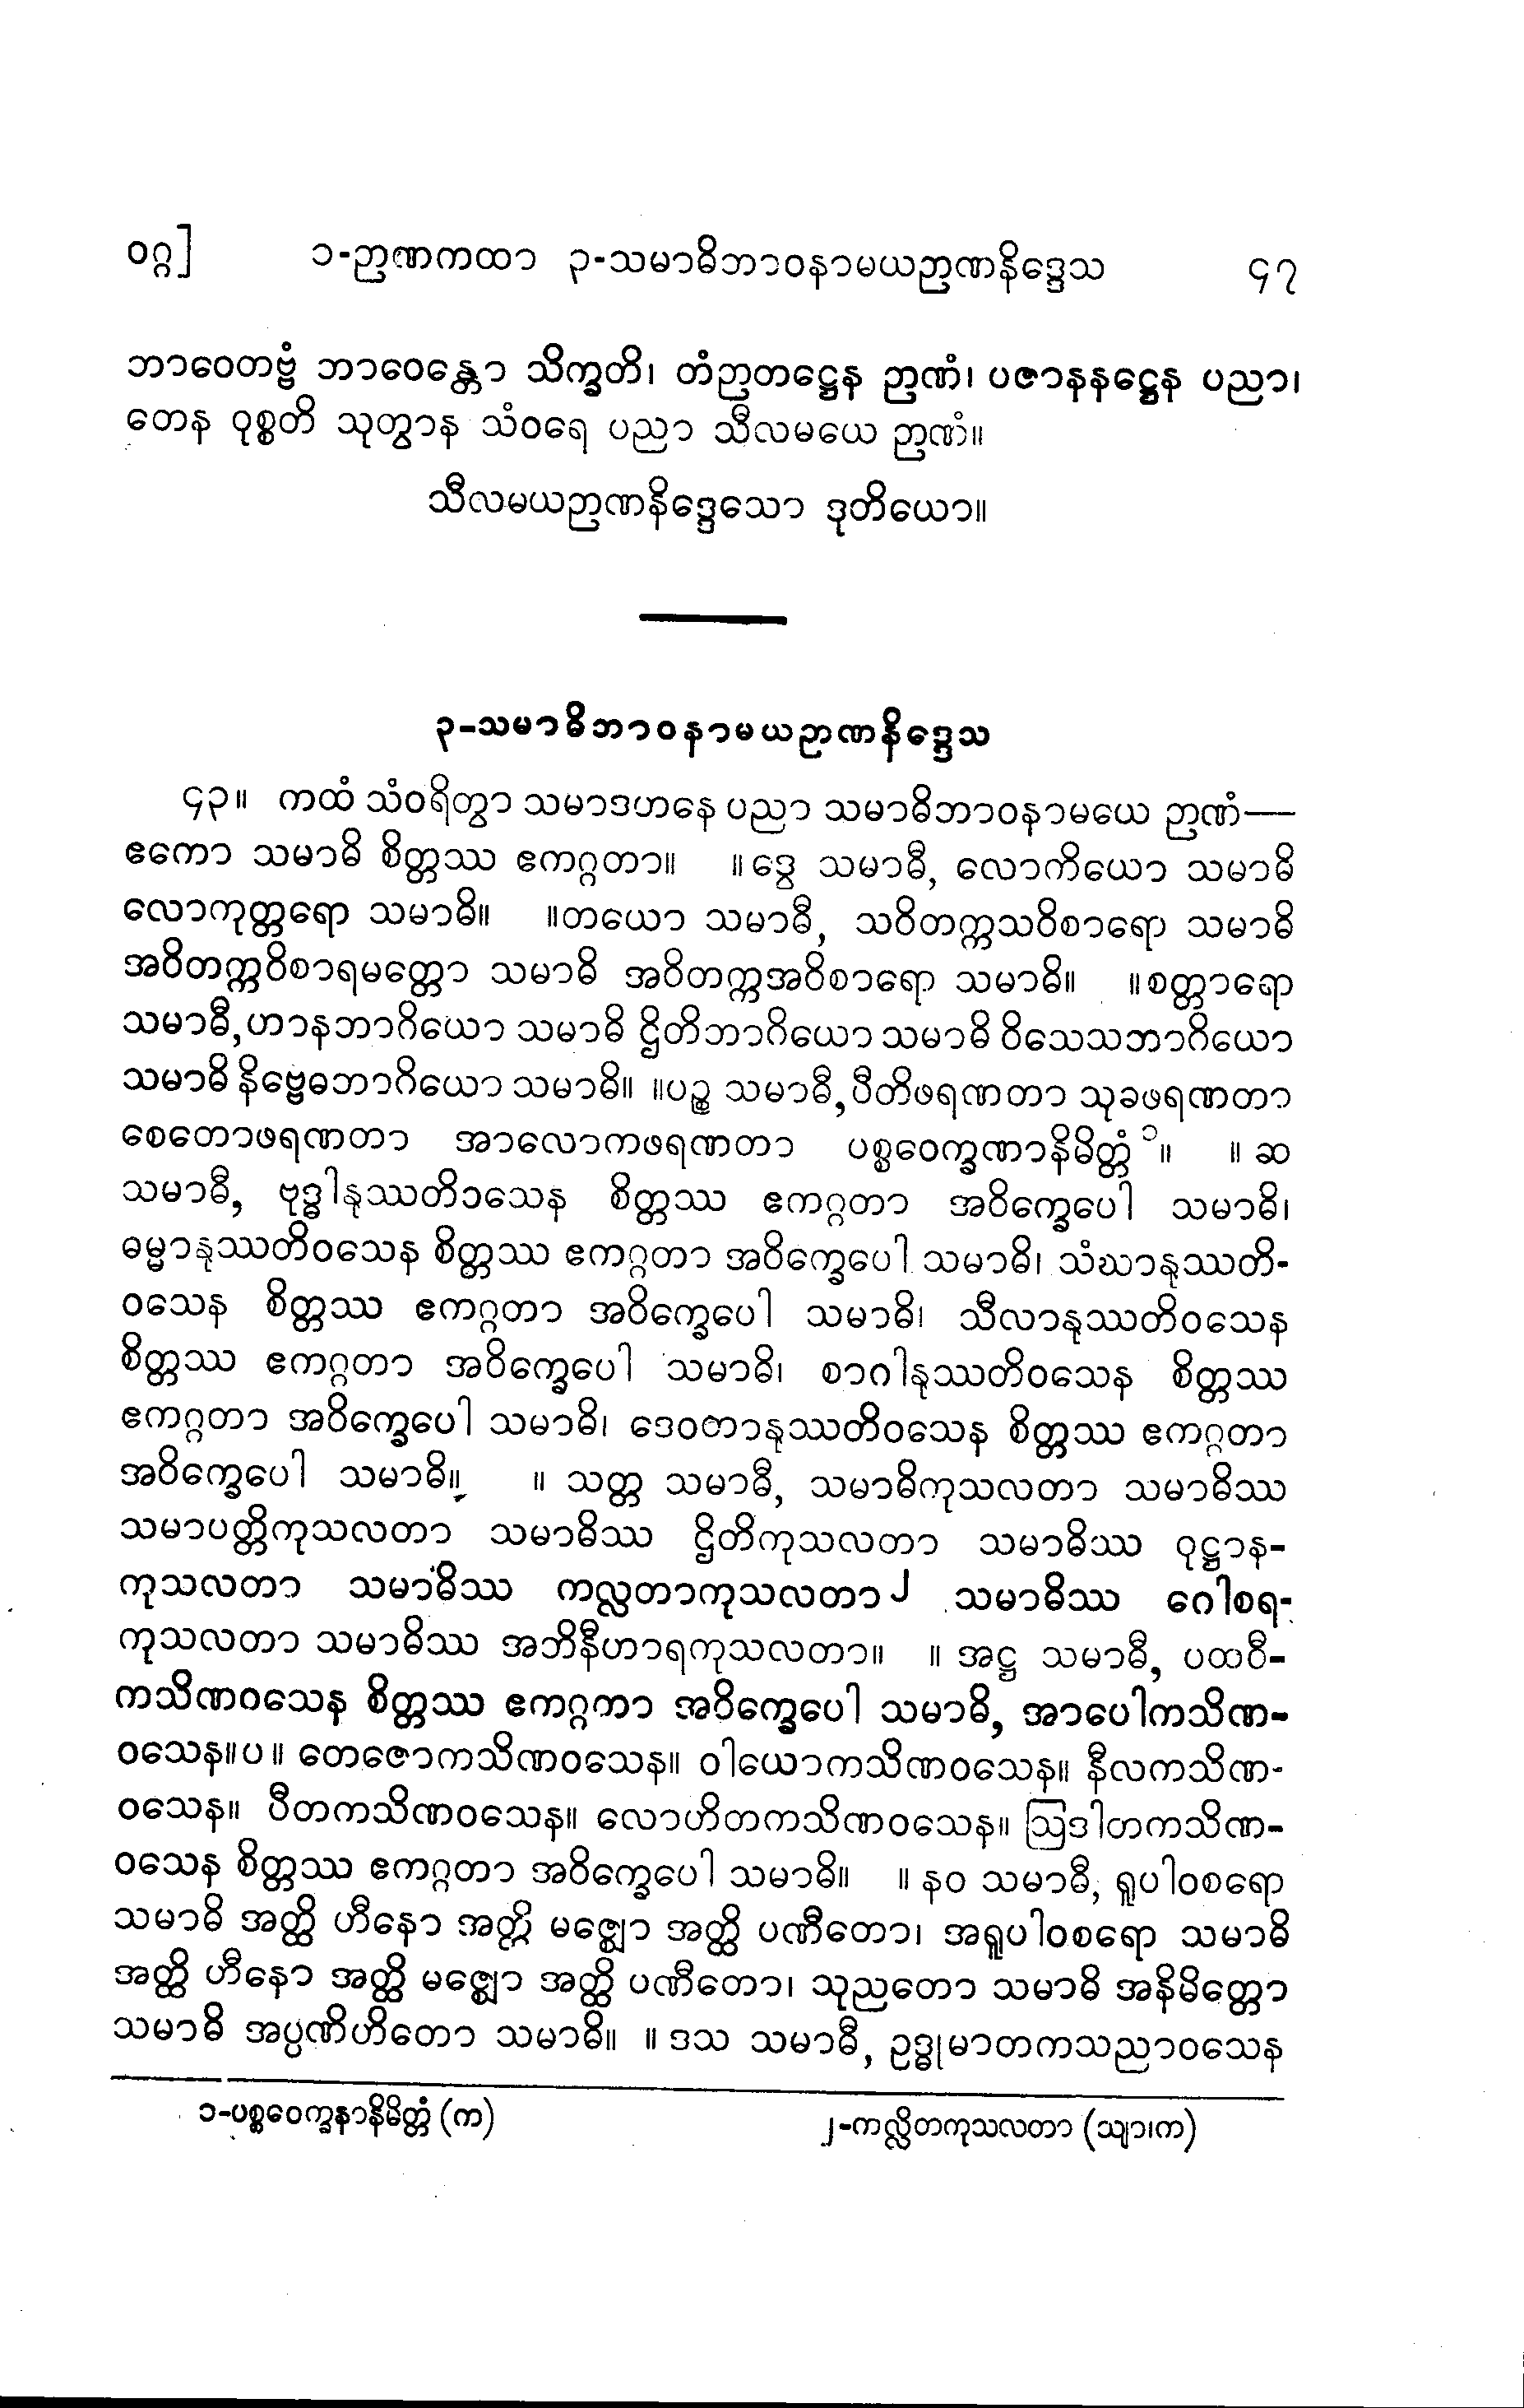 ဝဂ္ဂ] ၁-ဉာဏကထာ ၃-သမာဓိဘာဝနာမယဉာဏနိဒ္ဒေသ ၄၇
ဘာဝေတဗ္ဗံ ဘာဝေန္တော သိက္ခတိ၊ တံဉာတဋ္ဌေန ဉာဏံ၊ ပဇာနနဋ္ဌေန ပညာ၊
တေန ဝုစ္စတိ သုတွာန သံဝရေ ပညာ သီလမယေ ဉာဏံ။
သီလမယဉာဏနိဒ္ဒေသော ဒုတိယော။
၃-သမာဓိဘာဝနာမယဉာဏနိဒ္ဒေသ
၄၃။ ကထံ သံဝရိတွာ သမာဒဟနေ ပညာ သမာဓိဘာဝနာမယေ ဉာဏံ—
ဧကော သမာဓိ စိတ္တဿ ဧကဂ္ဂတာ။ ။ဒွေ သမာဓီ, လောကိယော သမာဓိ
လောကုတ္တရော သမာဓိ။ ။တယော သမာဓီ, သဝိတက္ကသဝိစာရော သမာဓိ
အဝိတက္ကဝိစာရမတ္တော သမာဓိ အဝိတက္ကအဝိစာရော သမာဓိ။ ။စတ္တာရော
သမာဓီ,ဟာနဘာဂိယော သမာဓိ ဌိတိဘာဂိယော သမာဓိ ဝိသေသဘာဂိယော
သမာဓိ နိဗ္ဗေဓဘာဂိယော သမာဓိ။ ။ပဉ္စ သမာဓီ,ပီတိဖရဏတာ သုခဖရဏတာ
စေတောဖရဏတာ အာလောကဖရဏတာ ပစ္စဝေက္ခဏာနိမိတ္တံ ၁။ ။ ဆ
သမာဓီ, ဗုဒ္ဓါနုဿတိဝသေန စိတ္တဿ ဧကဂ္ဂတာ အဝိက္ခေပေါ သမာဓိ၊
ဓမ္မာနုဿတိဝသေန စိတ္တဿ ဧကဂ္ဂတာ အဝိက္ခေပေါ သမာဓိ၊ သံဃာနုဿတိ-
ဝသေန စိတ္တဿ ဧကဂ္ဂတာ အဝိက္ခေပေါ သမာဓိ၊ သီလာနုဿတိဝသေန
စိတ္တဿ ဧကဂ္ဂတာ အဝိက္ခေပေါ သမာဓိ၊ စာဂါနုဿတိဝသေန စိတ္တဿ
ဧကဂ္ဂတာ အဝိက္ခေပေါ သမာဓိ၊ ဒေဝတာနုဿတိဝသေန စိတ္တဿ ဧကဂ္ဂတာ
အဝိက္ခေပေါ သမာဓိ။ ။ သတ္တ သမာဓီ, သမာဓိကုသလတာ သမာဓိဿ
သမာပတ္တိကုသလတာ သမာဓိဿ ဌိတိကုသလတာ သမာဓိဿ ဝုဋ္ဌာန-
ကုသလတာ သမာဓိဿ ကလ္လတာကုသလတာ၂ သမာဓိဿ ဂေါစရ-
ကုသလတာ သမာဓိဿ အဘိနီဟာရကုသလတာ။ ။ အဋ္ဌ သမာဓီ, ပထဝီ-
ကသိဏဝသေန စိတ္တဿ ဧကဂ္ဂကာ အဝိက္ခေပေါ သမာဓိ, အာပေါကသိဏ-
ဝသေန။ပ။ တေဇောကသိဏဝသေန။ ဝါယောကသိဏဝသေန။ နီလကသိဏ-
ဝသေန။ ပီတကသိဏဝသေန။ လောဟိတကသိဏဝသေန။ ဩဒါတကသိဏ-
ဝသေန စိတ္တဿ ဧကဂ္ဂတာ အဝိက္ခေပေါ သမာဓိ။ ။ နဝ သမာဓီ, ရူပါဝစရော
သမာဓိ အတ္ထိ ဟီနော အတ္ထိ မဇ္ဈော အတ္ထိ ပဏီတော၊ အရူပါဝစရော သမာဓိ
အတ္ထိ ဟီနော အတ္ထိ မဇ္ဈော အတ္ထိ ပဏီတော၊ သုညတော သမာဓိ အနိမိတ္တော
သမာဓိ အပ္ပဏိဟိတော သမာဓိ။ ။ ဒသ သမာဓီ, ဥဒ္ဓုမာတကသညာဝသေန
၁-ပစ္စဝေက္ခနာနိမိတ္တံ (က) ၂-ကလ္လိတကုသလတာ (သျာ၊က)